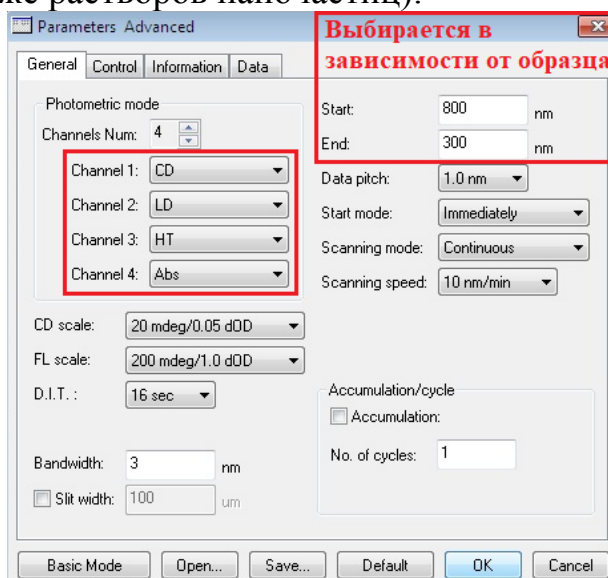 же растворов наночастиц).
Parameters Advanced
Выбирается в
зависимости от образца
General Control Information Data
Photometric mode
Channels Num: 4
Channel 1: CD
Channel 2: LD
Channel 3: HT
Channel 4: Abs
Start: 800 nm
End: 300 nm
Data pitch: 1.0 nm
Start mode: Immediately
Scanning mode: Continuous
Scanning speed: 10 nm/min
CD scale: 20 mdeg/0.05 dOD
FL scale: 200 mdeg/1.0 dOD
D.I.T. : 16 sec
Bandwidth: 3 nm
Slit width: 100 um
Accumulation/cycle
Accumulation:
No. of cycles: 1
Basic Mode Open... Save... Default OK Cancel